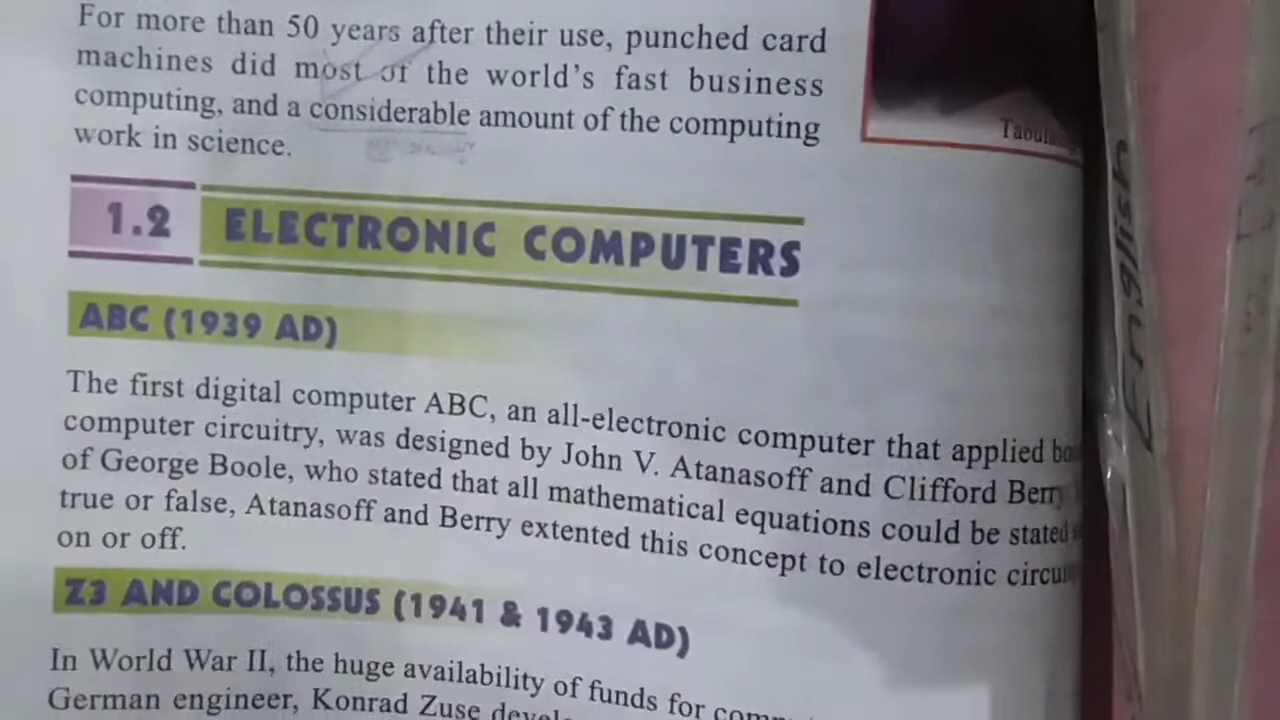 For more than 50 years after their use, punched card
machines did most of the world's fast business
computing, and a considerable amount of the computing
work in science.
1.2 ELECTRONIC COMPUTERS
ABC (1939 AD)
The first digital computer ABC, an all-electronic computer that applied
computer circuitry, was designed by John V. Atanasoff and Clifford Berry
of George Boole, who stated that all mathematical equations could be stated
true or false, Atanasoff and Berry extented this concept to electronic
on or off.
Z3 AND COLOSSUS (1941 & 1943 AD)
In World War II, the huge availability of funds for
German engineer, Konrad Zuse
English